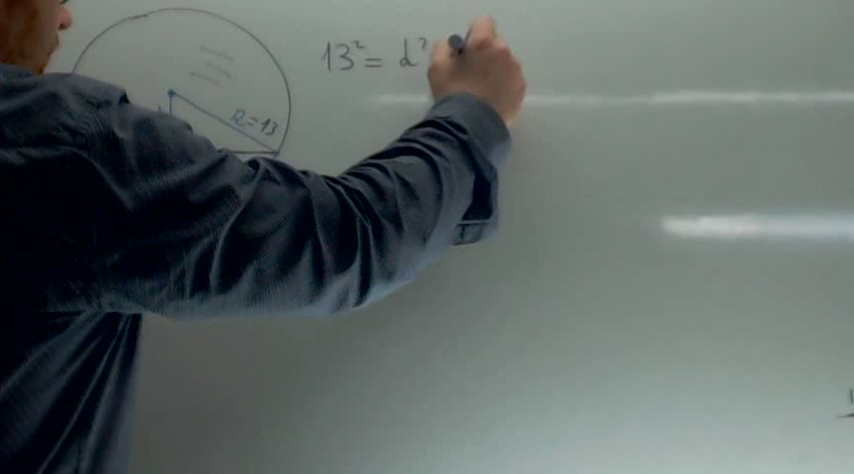 13² = d²
R=13